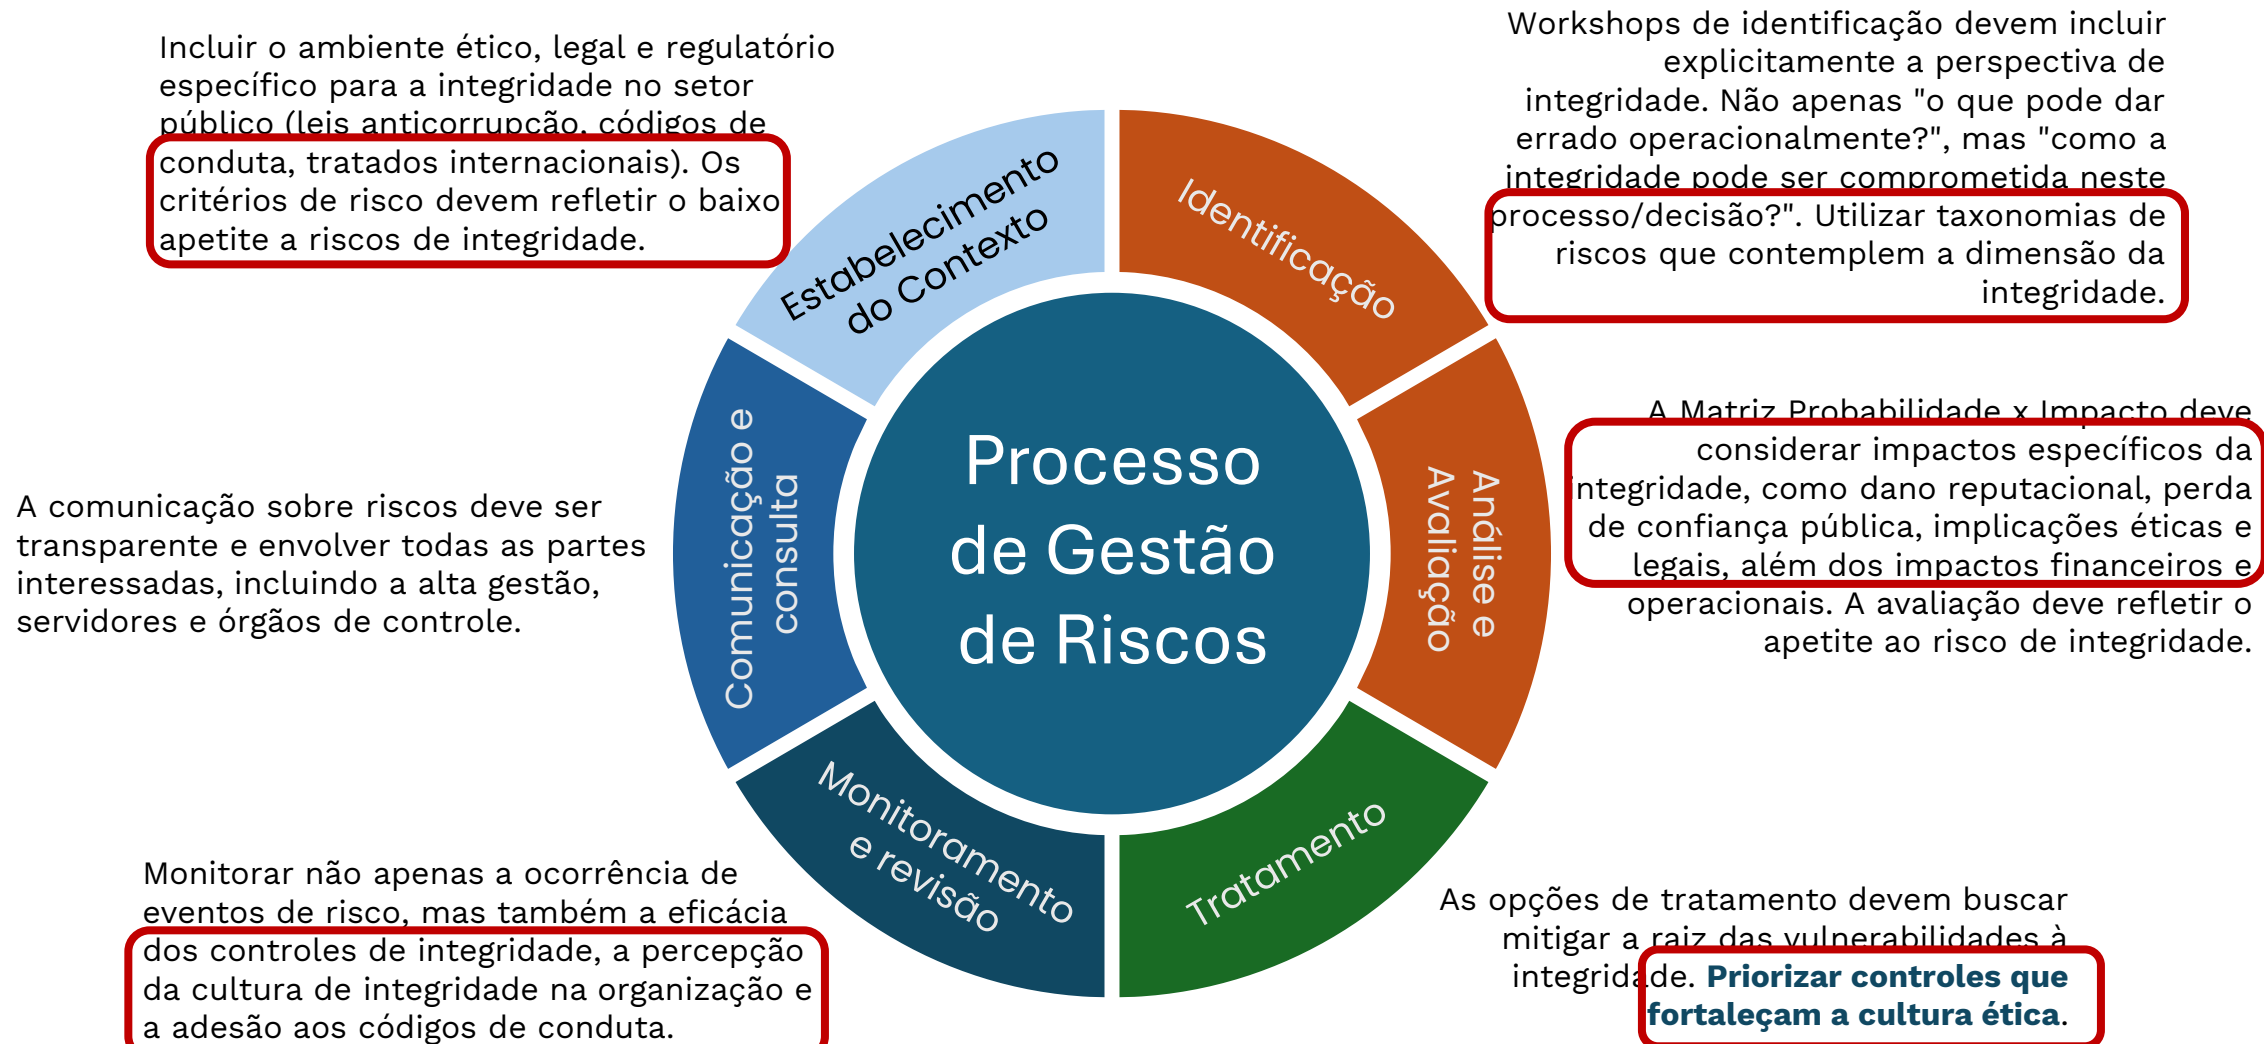 Incluir o ambiente ético, legal e regulatório
específico para a integridade no setor
público (leis anticorrupção, códigos de
conduta, tratados internacionais). Os
critérios de risco devem refletir o baixo
apetite a riscos de integridade.
Workshops de identificação devem incluir
explicitamente a perspectiva de
integridade. Não apenas "o que pode dar
errado operacionalmente?", mas "como a
integridade pode ser comprometida neste
processo/decisão?". Utilizar taxonomias de
riscos que contemplem a dimensão da
integridade.
Estabelecimento
do Contexto
Identificação
Análise e
Avaliação
Tratamento
Monitoramento
e revisão
Comunicação e
consulta
Processo
de Gestão
de Riscos
A Matriz Probabilidade x Impacto deve
considerar impactos específicos da
integridade, como dano reputacional, perda
de confiança pública, implicações éticas e
legais, além dos impactos financeiros e
operacionais. A avaliação deve refletir o
apetite ao risco de integridade.
A comunicação sobre riscos deve ser
transparente e envolver todas as partes
interessadas, incluindo a alta gestão,
servidores e órgãos de controle.
Monitorar não apenas a ocorrência de
eventos de risco, mas também a eficácia
dos controles de integridade, a percepção
da cultura de integridade na organização e
a adesão aos códigos de conduta.
As opções de tratamento devem buscar
mitigar a raiz das vulnerabilidades à
integridade. Priorizar controles que
fortaleçam a cultura ética.